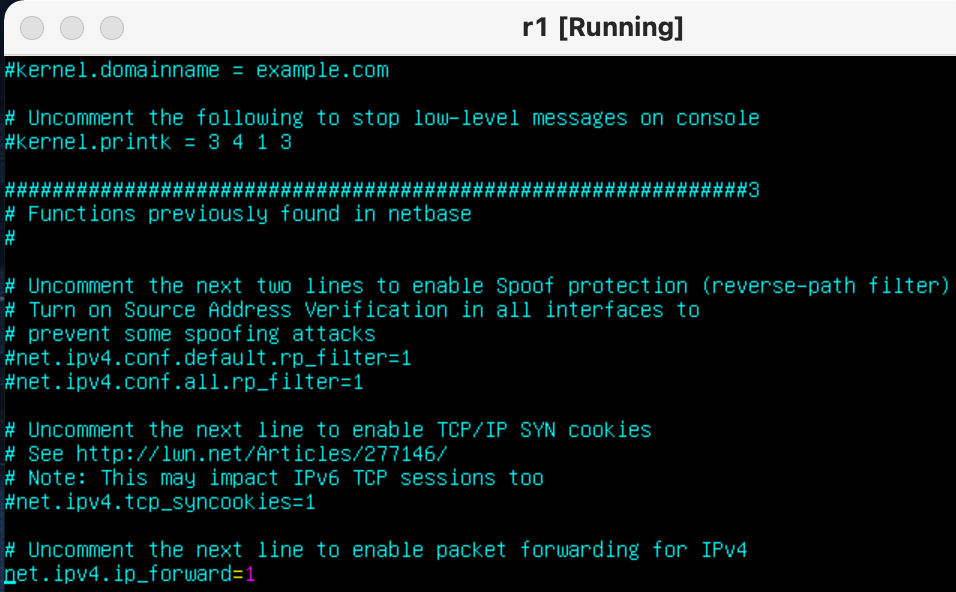 r1 [Running]
#kernel.domainname = example.com
# Uncomment the following to stop low-level messages on console
#kernel.printk = 3 4 1 3
##############################################################3
# Functions previously found in netbase
#
# Uncomment the next two lines to enable Spoof protection (reverse-path filter)
# Turn on Source Address Verification in all interfaces to
# prevent some spoofing attacks
#net.ipv4.conf.default.rp_filter=1
#net.ipv4.conf.all.rp_filter=1
# Uncomment the next line to enable TCP/IP SYN cookies
# See http://lwn.net/Articles/277146/
# Note: This may impact IPv6 TCP sessions too
#net.ipv4.tcp_syncookies=1
# Uncomment the next line to enable packet forwarding for IPv4
net.ipv4.ip_forward=1